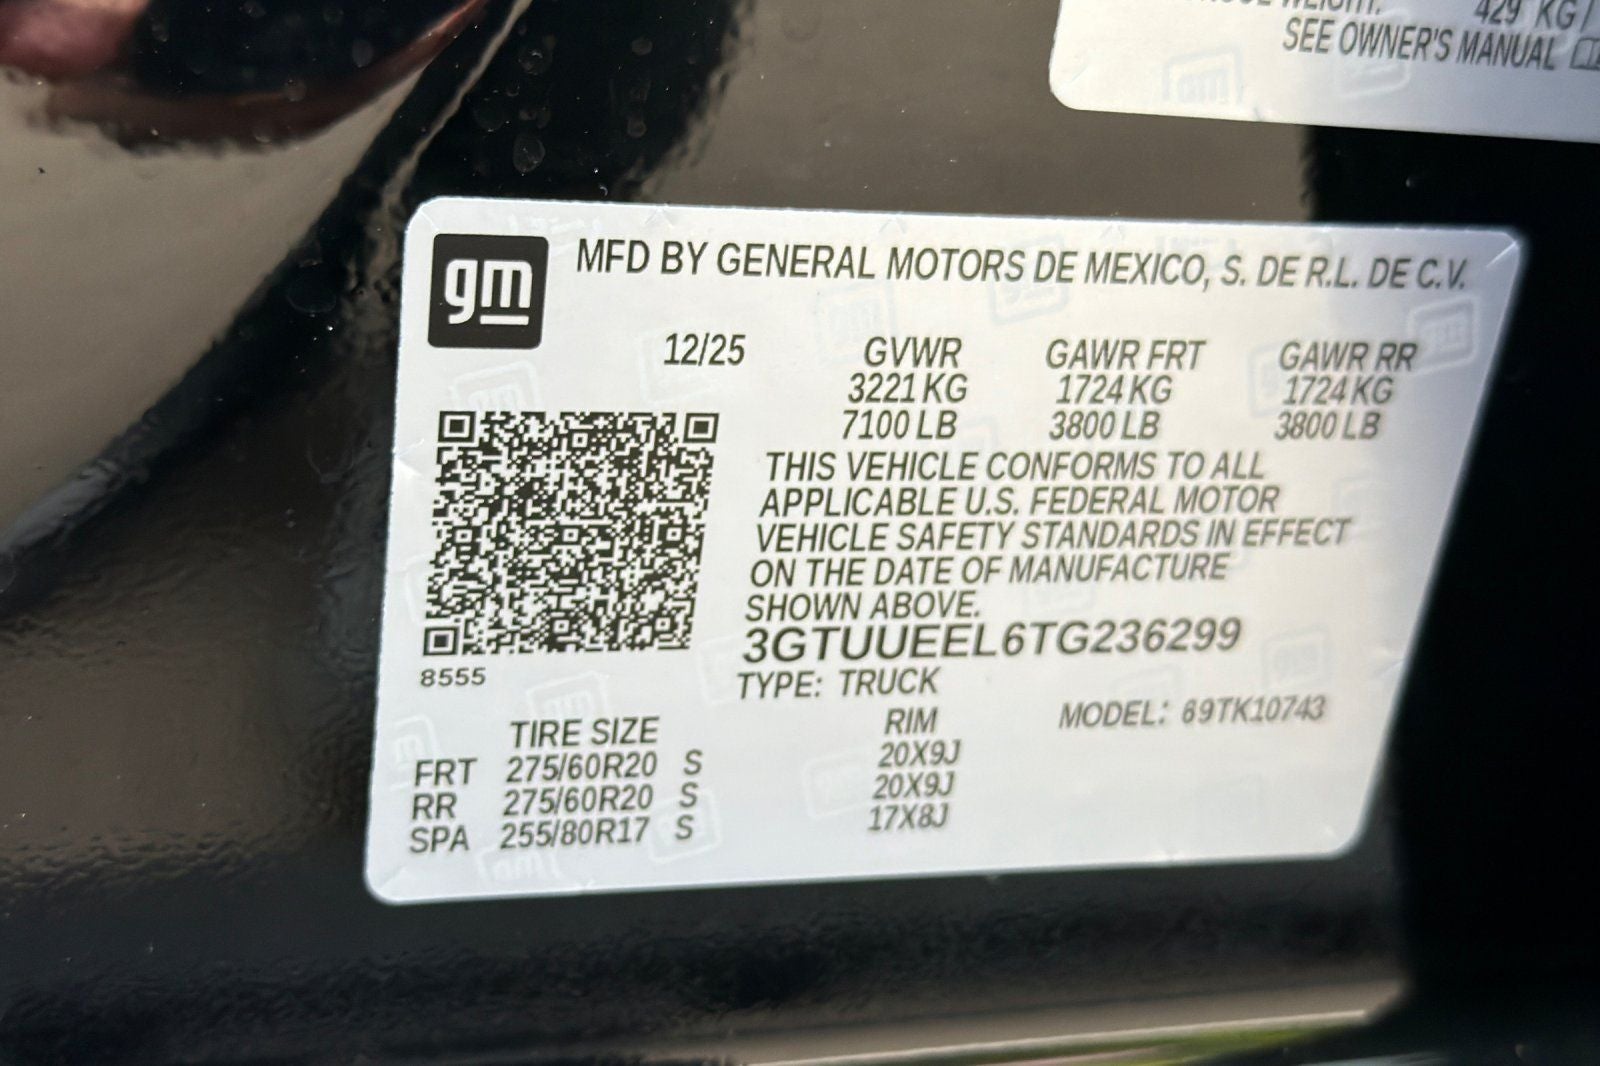 WEIGHT: 429 KG
SEE OWNER'S MANUAL
gm
MFD BY GENERAL MOTORS DE MEXICO, S. DE R.L. DE C.V.
12/25 GVWR GAWR FRT GAWR RR
3221 KG 1724 KG 1724 KG
7100 LB 3800 LB 3800 LB
THIS VEHICLE CONFORMS TO ALL
APPLICABLE U.S. FEDERAL MOTOR
VEHICLE SAFETY STANDARDS IN EFFECT
ON THE DATE OF MANUFACTURE
SHOWN ABOVE.
3GTUUEEL6TG236299
8555
TYPE: TRUCK
MODEL: 69TK10743
TIRE SIZE RIM
FRT 275/60R20 S 20X9J
RR 275/60R20 S 20X9J
SPA 255/80R17 S 17X8J